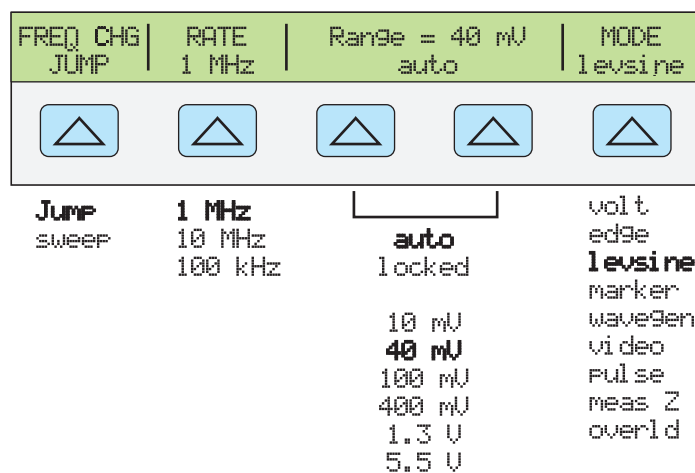 FREQ CHG RATE Range = 40 mV MODE
JUMP 1 MHz auto levsine
Jump
sweep
1 MHz
10 MHz
100 kHz
auto
locked
10 mV
40 mV
100 mV
400 mV
1.3 V
5.5 V
volt
edge
levsine
marker
wavegen
video
pulse
meas Z
overld